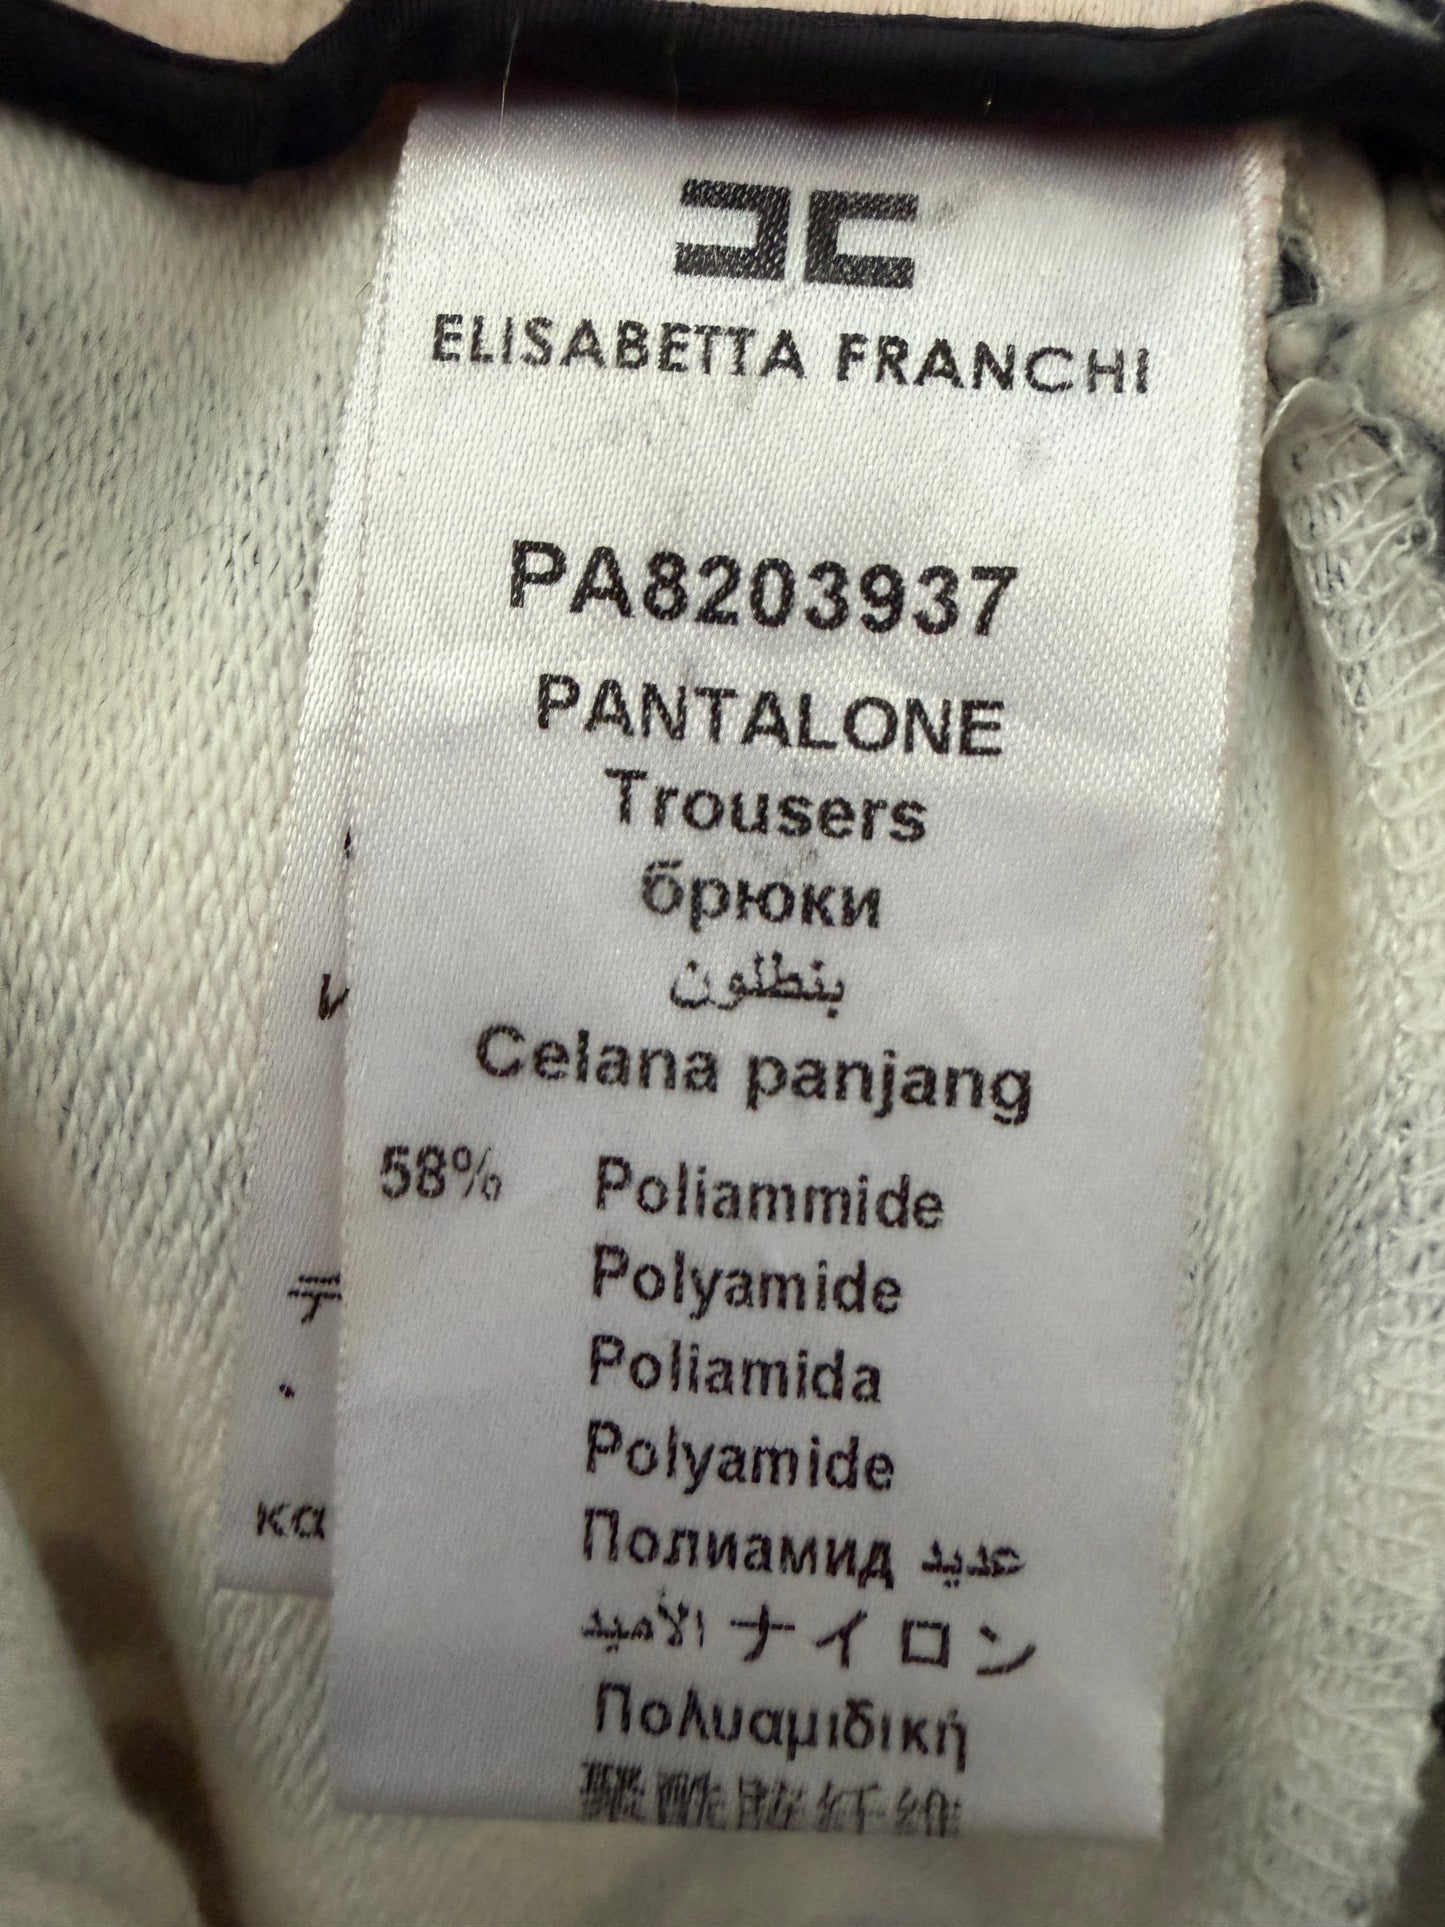 ELISABETTA FRANCHI
PA8203937
PANTALONE
Trousers
брюки
بنطلون
Celana panjang
58% Poliammide
Polyamide
Poliamida
Polyamide
Полиамид عديد
الأميد ナイロン
Πολυαμιδική
ка